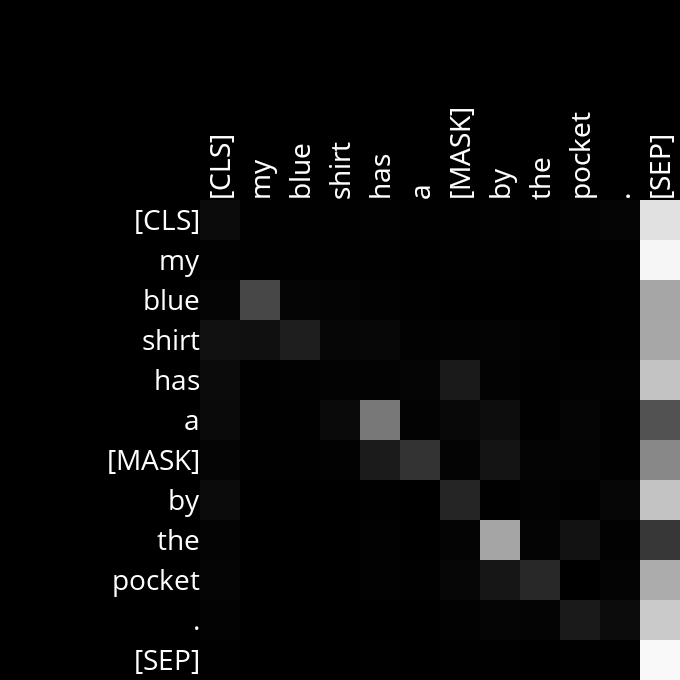 [CLS]
my
blue
shirt
has
a
[MASK]
by
the
pocket
.
[SEP]
[CLS]
my
blue
shirt
has
a
[MASK]
by
the
pocket
.
[SEP]